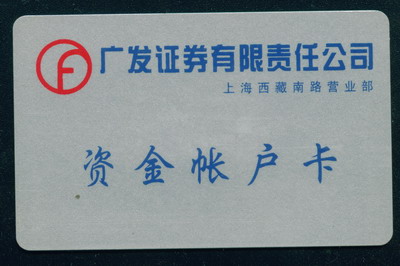 广发证券有限责任公司
上海西藏南路营业部
资金帐户卡